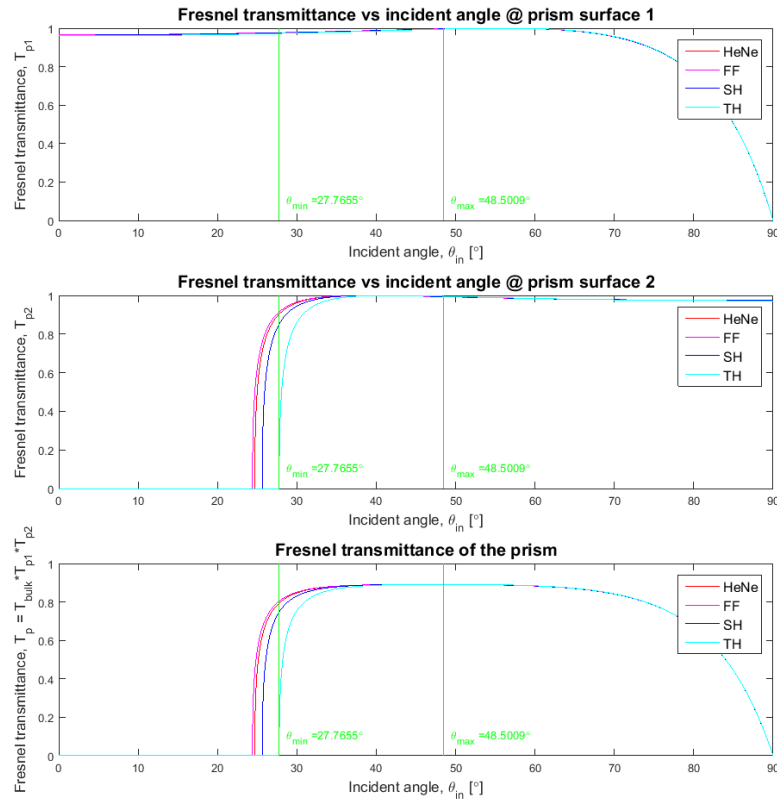 Fresnel transmittance vs incident angle @ prism surface 1
Fresnel transmittance, T_p1
1
0.8
0.6
0.4
0.2
0
HeNe
FF
SH
TH
θ_min =27.7655°
θ_max =48.5009°
0 10 20 30 40 50 60 70 80 90
Incident angle, θ_in [°]
Fresnel transmittance vs incident angle @ prism surface 2
Fresnel transmittance, T_p2
1
0.8
0.6
0.4
0.2
0
HeNe
FF
SH
TH
θ_min =27.7655°
θ_max =48.5009°
0 10 20 30 40 50 60 70 80 90
Incident angle, θ_in [°]
Fresnel transmittance of the prism
Fresnel transmittance, T_p = T_bulk *T_p1 *T_p2
1
0.8
0.6
0.4
0.2
0
HeNe
FF
SH
TH
θ_min =27.7655°
θ_max =48.5009°
0 10 20 30 40 50 60 70 80 90
Incident angle, θ_in [°]